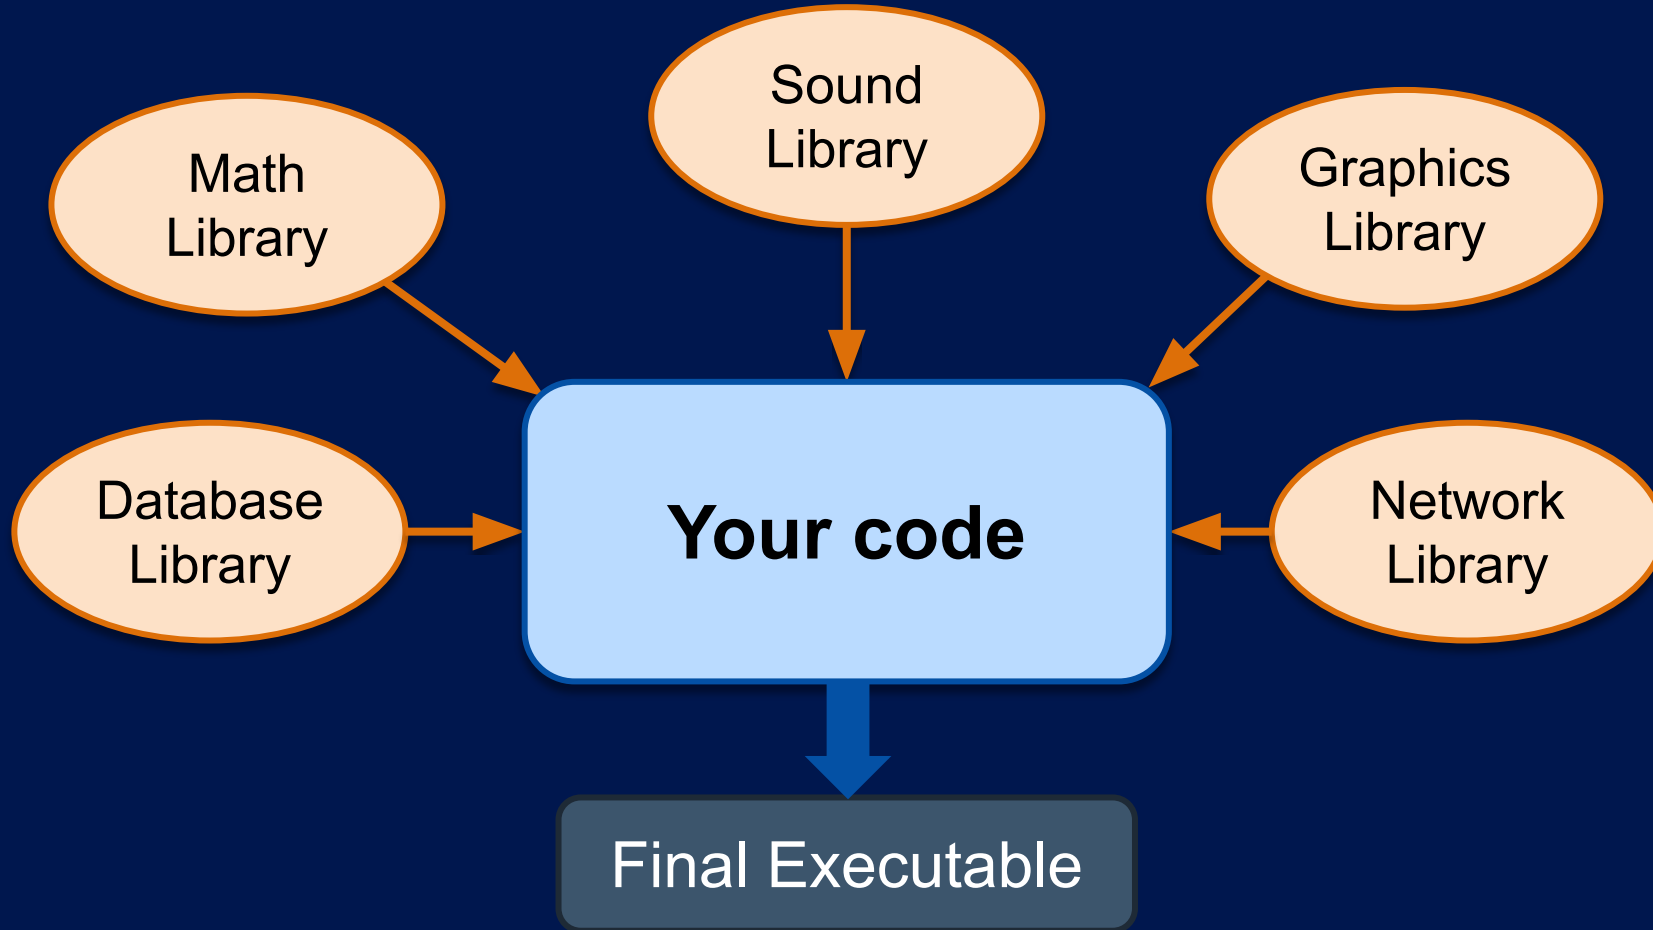 Sound
Library
Math
Library
Graphics
Library
Database
Library
Your code
Network
Library
Final Executable